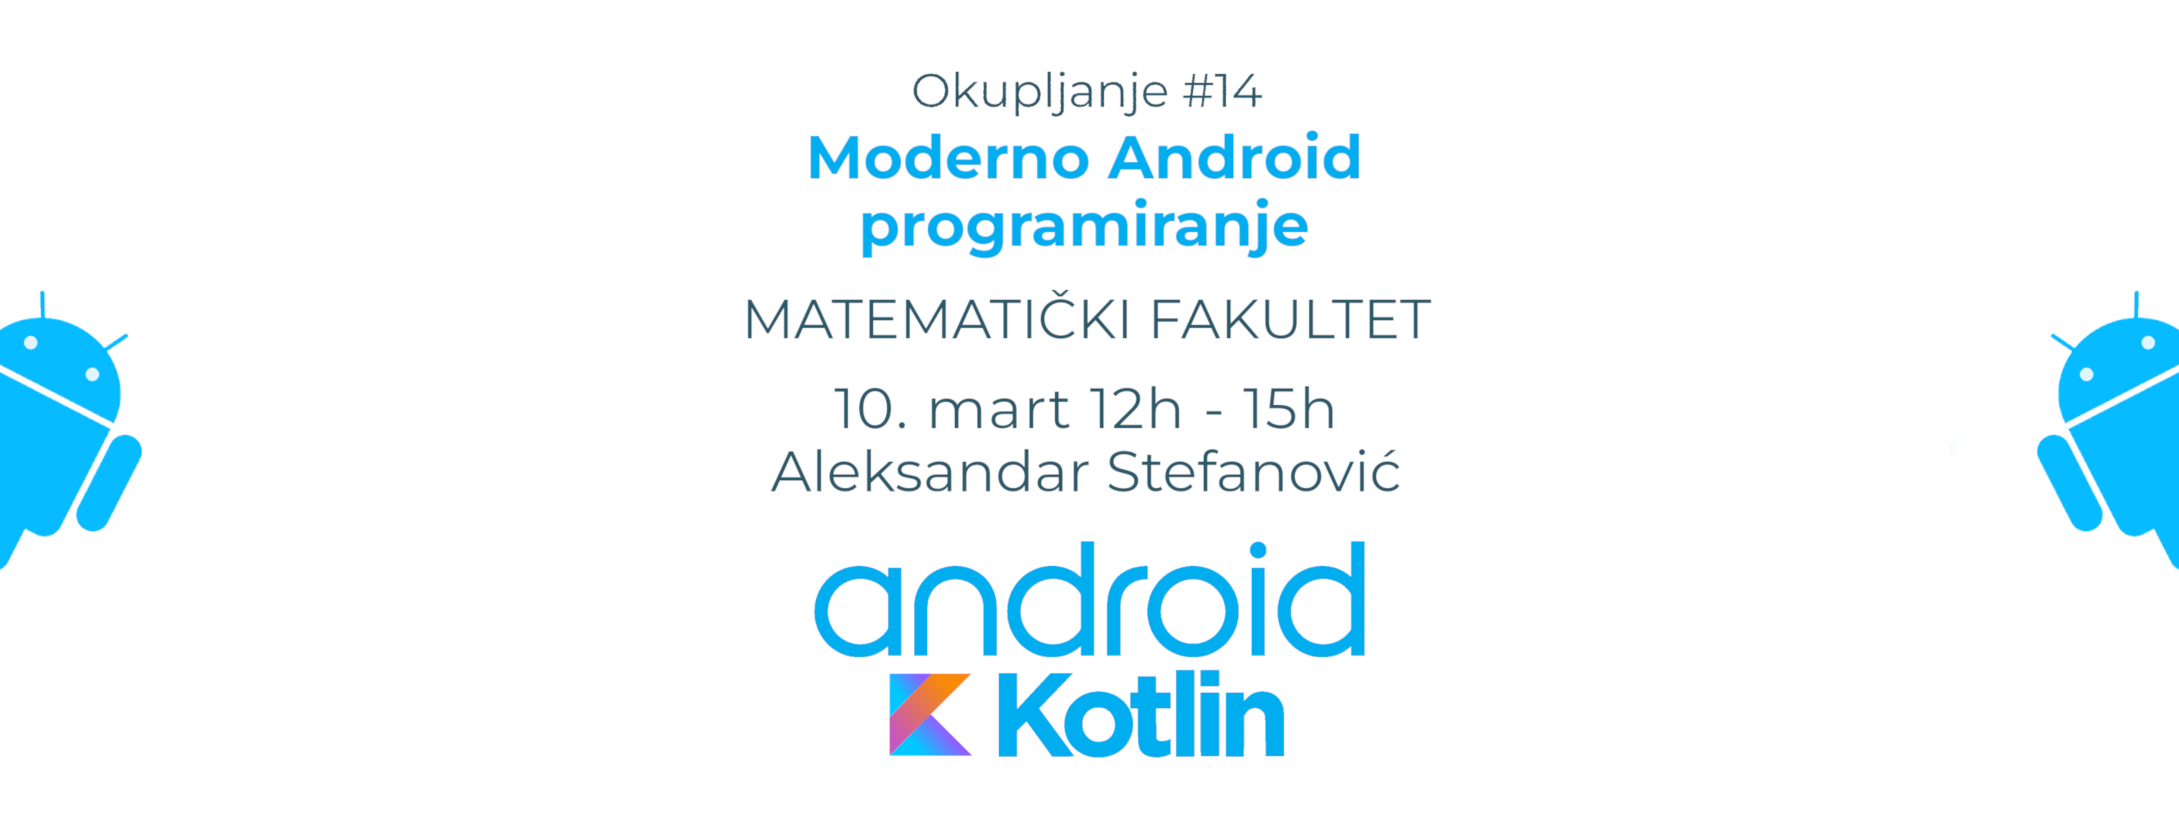 Okupljanje #14
Moderno Android
programiranje
MATEMATIČKI FAKULTET
10. mart 12h - 15h
Aleksandar Stefanović
android
Kotlin